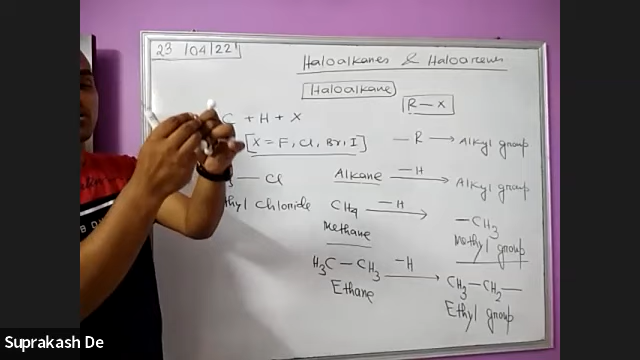 23/04/22
Haloalkanes & Haloarenes
Haloalkane
R—X
C + H + X
[X = F, Cl, Br, I]
—R → Alkyl group
— Cl
Alkane —H → Alkyl group
Chloride
CH4 —H → —CH3
Methane
Methyl group
H3C — CH3 —H → CH3—CH2—
Ethane
Ethyl group
Suprakash De